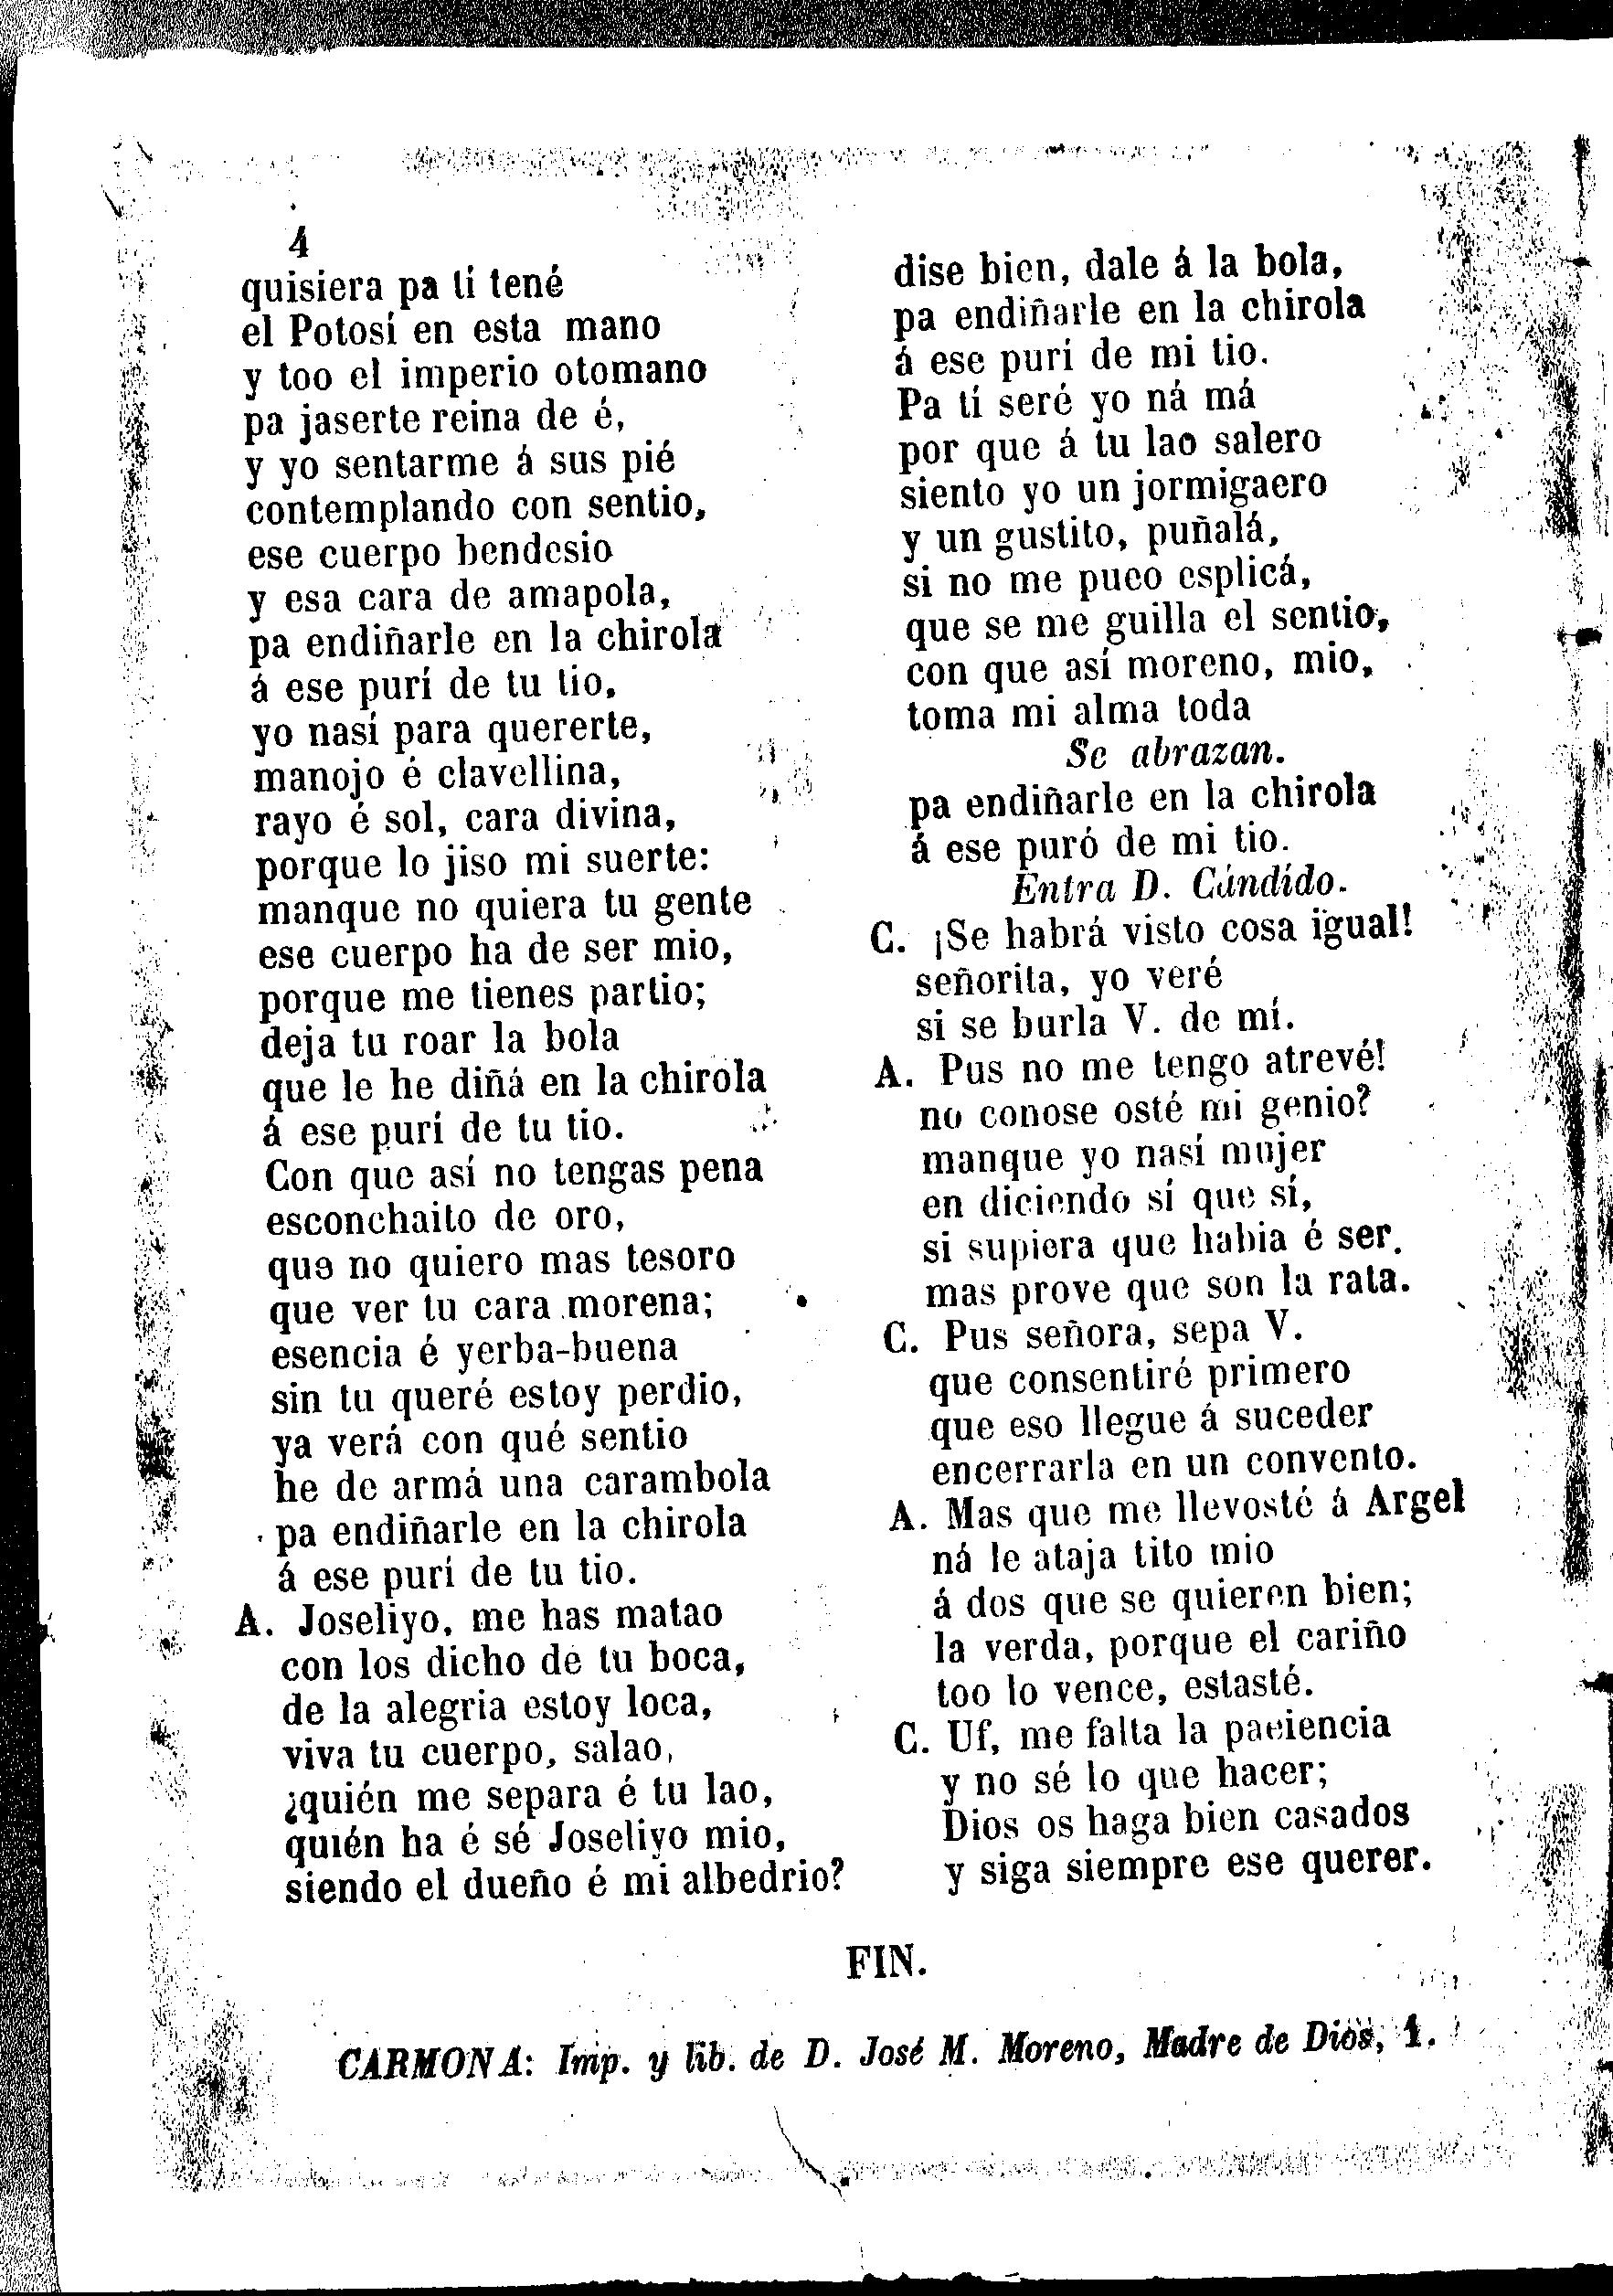 4
quisiera pa tí tené
el Potosí en esta mano
y too el imperio otomano
pa jaserte reina de é,
y yo sentarme á sus pié
contemplando con sentio,
ese cuerpo bendesio
y esa cara de amapola,
pa endiñarle en la chirola
á ese purí de tu tio,
yo nasí para quererte,
manojo é clavellina,
rayo é sol, cara divina,
porque lo jiso mi suerte:
manque no quiera tu gente
ese cuerpo ha de ser mio,
porque me tienes partio;
deja tu roar la bola
que le he diñá en la chirola
á ese purí de tu tio.
Con que así no tengas pena
esconchaito de oro,
que no quiero mas tesoro
que ver tu cara morena;
esencia é yerba-buena
sin tu queré estoy perdio,
ya verá con qué sentio
he de armá una carambola
pa endiñarle en la chirola
á ese purí de tu tio.
A. Joseliyo, me has matao
con los dicho de tu boca,
de la alegria estoy loca,
viva tu cuerpo, salao,
¿quién me separa é tu lao,
quién ha é sé Joseliyo mio,
siendo el dueño é mi albedrio?
dise bien, dale á la bola,
pa endiñarle en la chirola
á ese purí de mi tio.
Pa tí seré yo ná má
por que á tu lao salero
siento yo un jormigaero
y un gustito, puñalá,
si no me pueo esplicá,
que se me guilla el sentio,
con que así moreno, mio,
toma mi alma toda
Se abrazan.
pa endiñarle en la chirola
á ese puró de mi tio.
Entra D. Cándido.
C. ¡Se habrá visto cosa igual!
señorita, yo veré
si se burla V. de mí.
A. Pus no me tengo atrevé!
no conose osté mi genio?
manque yo nasí mujer
en diciendo sí que sí,
si supiera que habia é ser.
mas prove que son la rata.
C. Pus señora, sepa V.
que consentiré primero
que eso llegue á suceder
encerrarla en un convento.
A. Mas que me llevosté á Argel
ná le ataja tito mio
á dos que se quieren bien;
la verda, porque el cariño
too lo vence, estasté.
C. Uf, me falta la paciencia
y no sé lo que hacer;
Dios os haga bien casados
y siga siempre ese querer.
FIN.
CARMONA: Imp. y lib. de D. José M. Moreno, Madre de Dios, 1.